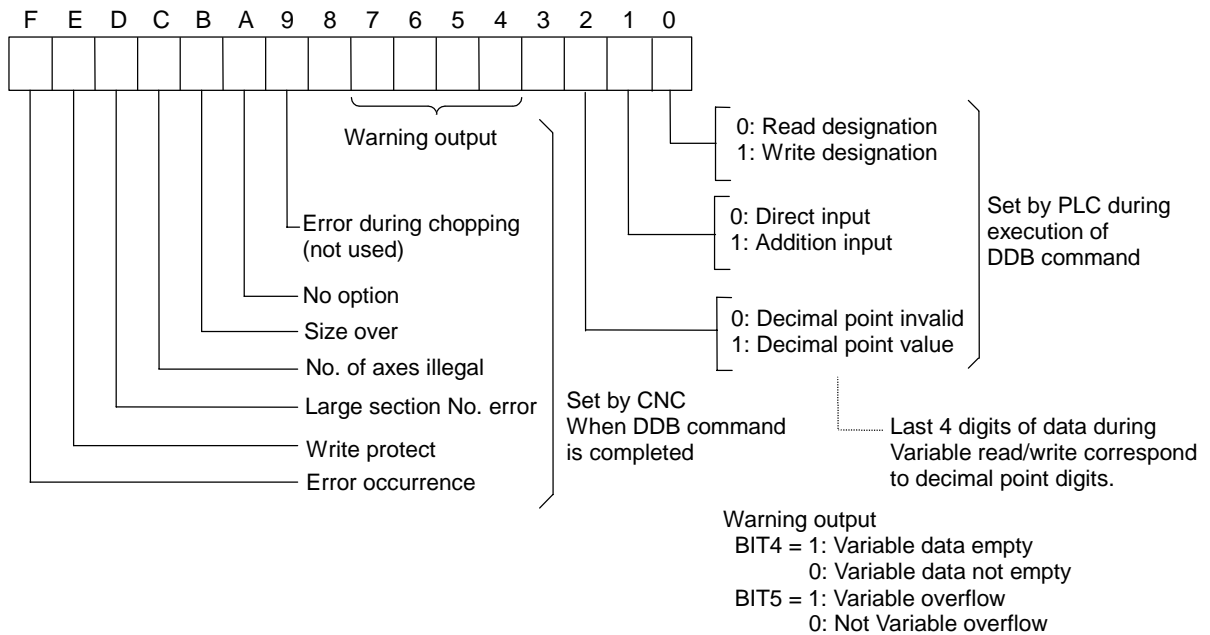 F E D C B A 9 8 7 6 5 4 3 2 1 0
Warning output
Error during chopping
(not used)
No option
Size over
No. of axes illegal
Large section No. error
Write protect
Error occurrence
Set by CNC
When DDB command
is completed
0: Read designation
1: Write designation
0: Direct input
1: Addition input
0: Decimal point invalid
1: Decimal point value
Set by PLC during
execution of
DDB command
Last 4 digits of data during
Variable read/write correspond
to decimal point digits.
Warning output
BIT4 = 1: Variable data empty
0: Variable data not empty
BIT5 = 1: Variable overflow
0: Not Variable overflow